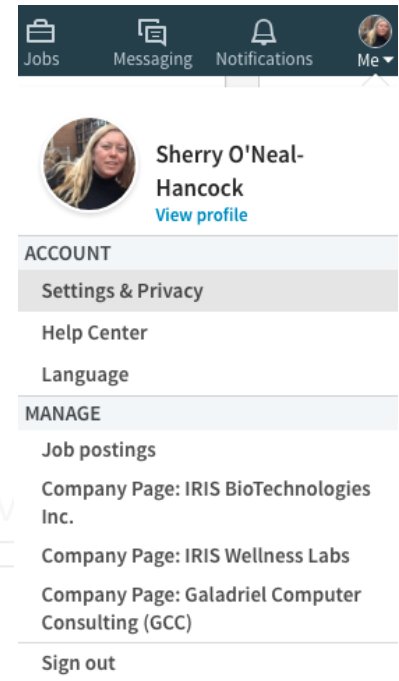 Jobs
Messaging
Notifications
Me
Sherry O'Neal-
Hancock
View profile
ACCOUNT
Settings & Privacy
Help Center
Language
MANAGE
Job postings
Company Page: IRIS BioTechnologies
Inc.
Company Page: IRIS Wellness Labs
Company Page: Galadriel Computer
Consulting (GCC)
Sign out